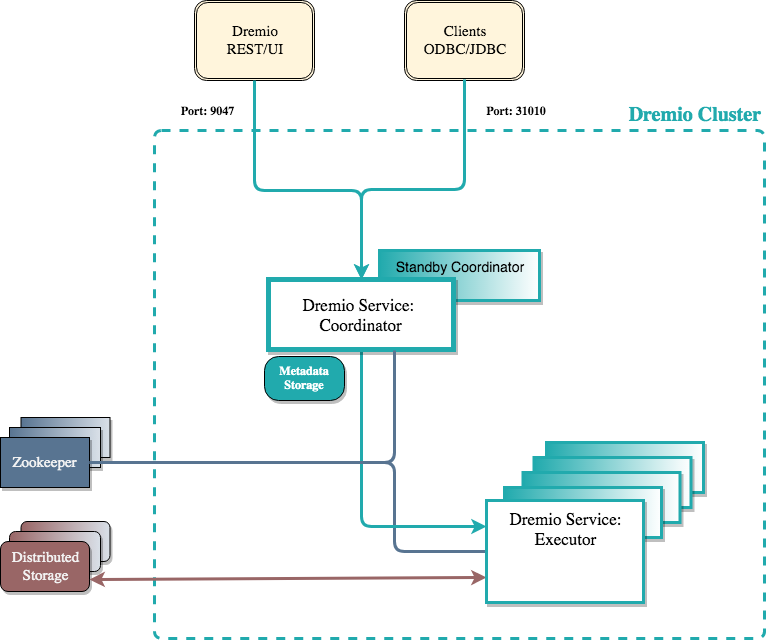 Dremio
REST/UI
Clients
ODBC/JDBC
Port: 9047
Port: 31010
Dremio Cluster
Standby Coordinator
Dremio Service:
Coordinator
Metadata
Storage
Zookeeper
Dremio Service:
Executor
Distributed
Storage